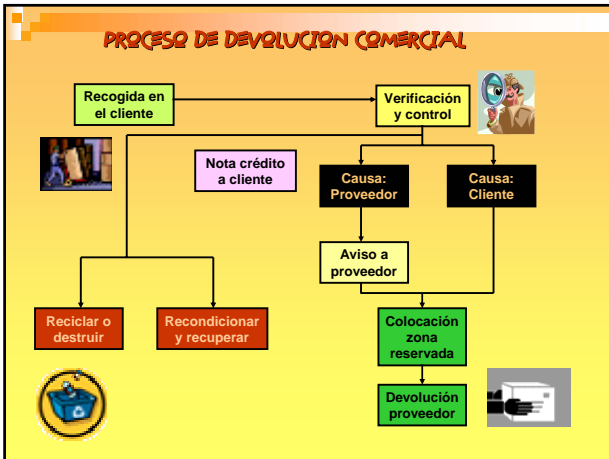 PROCESO DE DEVOLUCION COMERCIAL
Recogida en
el cliente
Verificación
y control
Nota crédito
a cliente
Causa:
Proveedor
Causa:
Cliente
Aviso a
proveedor
Reciclar o
destruir
Recondicionar
y recuperar
Colocación
zona
reservada
Devolución
proveedor